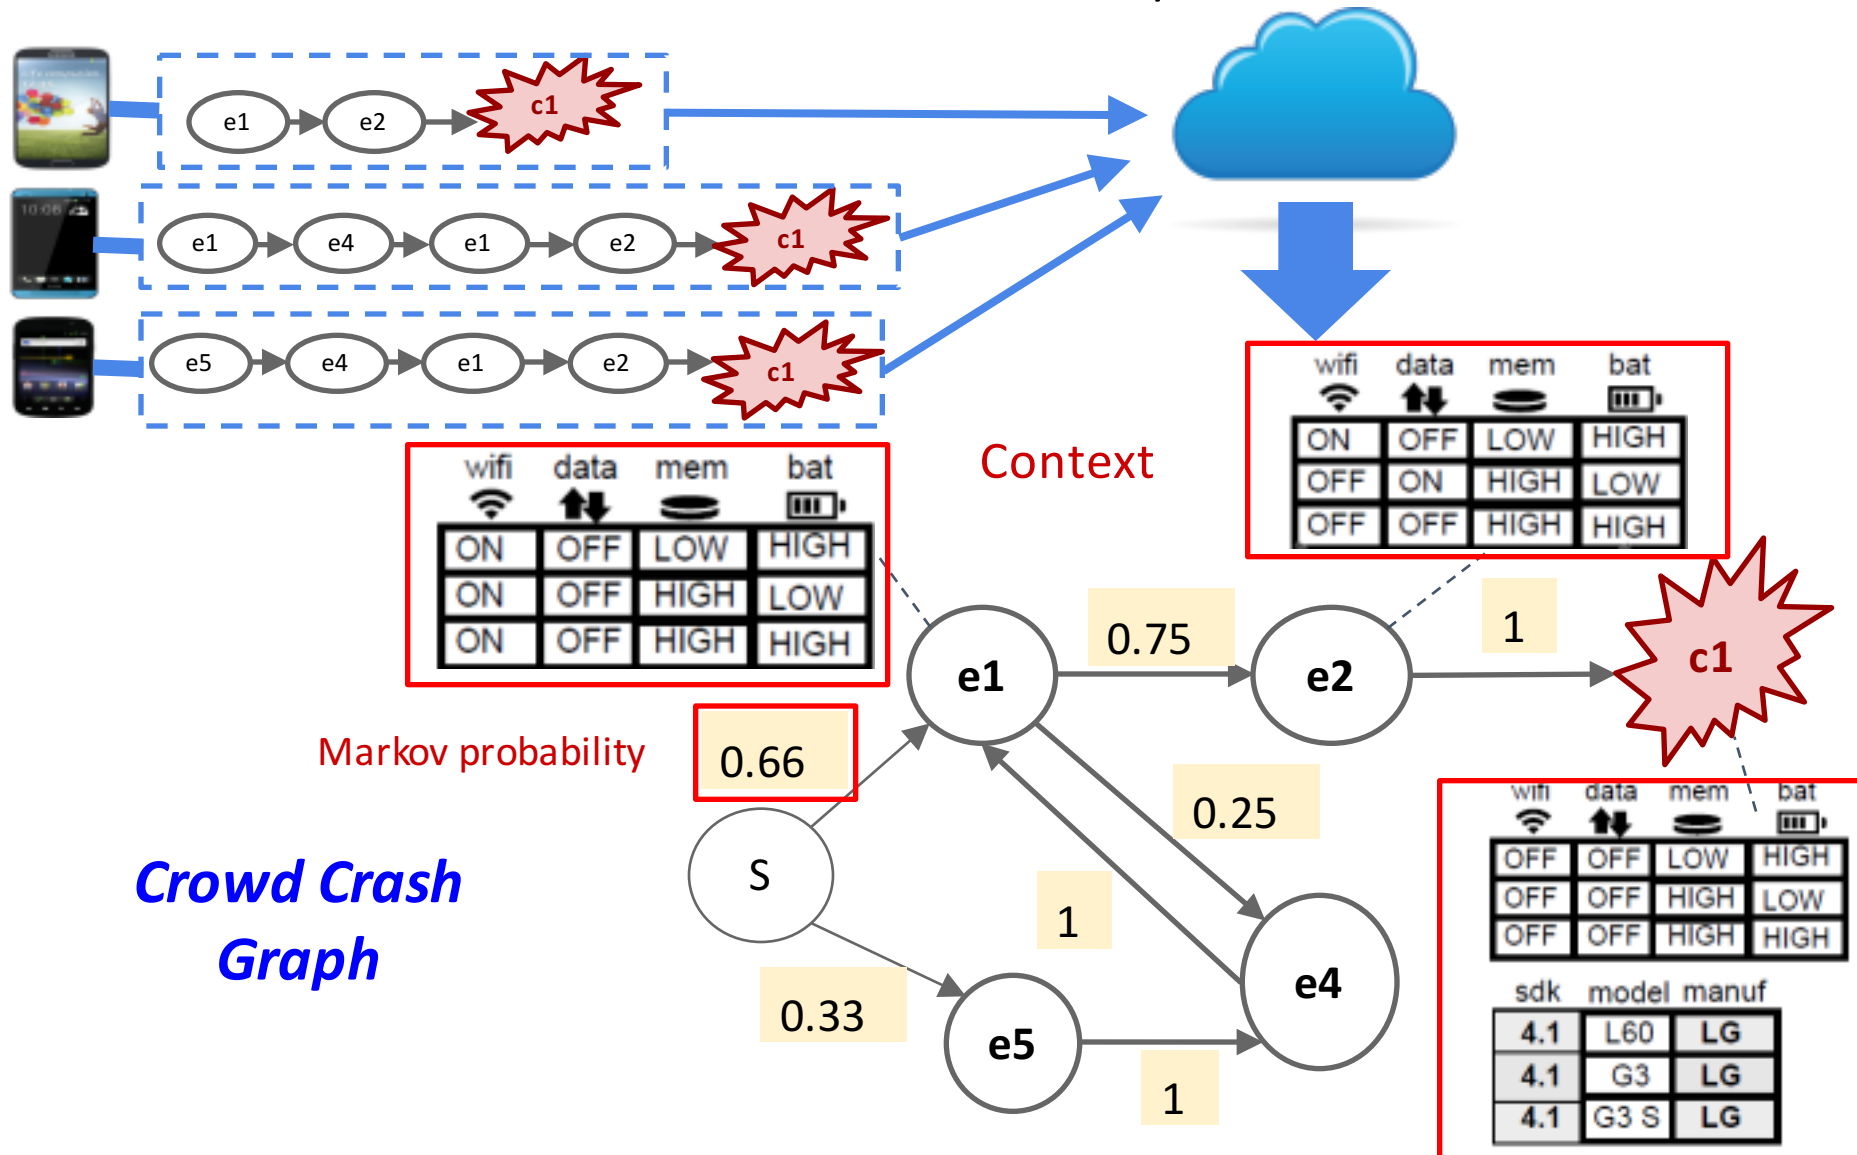 e1 e2 c1
e1 e4 e1 e2 c1
10:08
e5 e4 e1 e2 c1
wifi data mem bat
ON OFF LOW HIGH
OFF ON HIGH LOW
OFF OFF HIGH HIGH
Context
wifi data mem bat
ON OFF LOW HIGH
ON OFF HIGH LOW
ON OFF HIGH HIGH
e1 0.75 e2 1 c1
Markov probability 0.66
0.25
S
1
Crowd Crash
Graph
0.33
e5
1
e4
wifi data mem bat
OFF OFF LOW HIGH
OFF OFF HIGH LOW
OFF OFF HIGH HIGH
sdk model manuf
4.1 L60 LG
4.1 G3 LG
4.1 G3 S LG